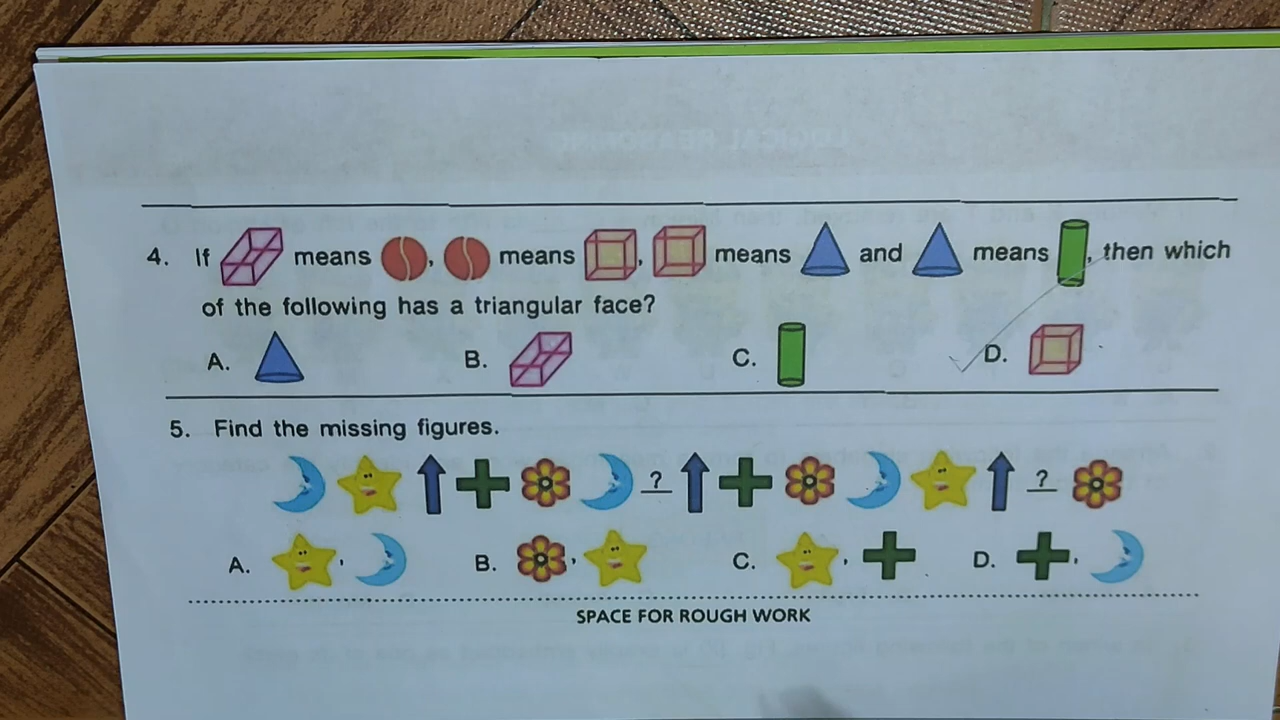 4. If means , means , means and means , then which
of the following has a triangular face?
A. B. C. D.
5. Find the missing figures.
? ?
A. , B. , C. , D. ,
SPACE FOR ROUGH WORK